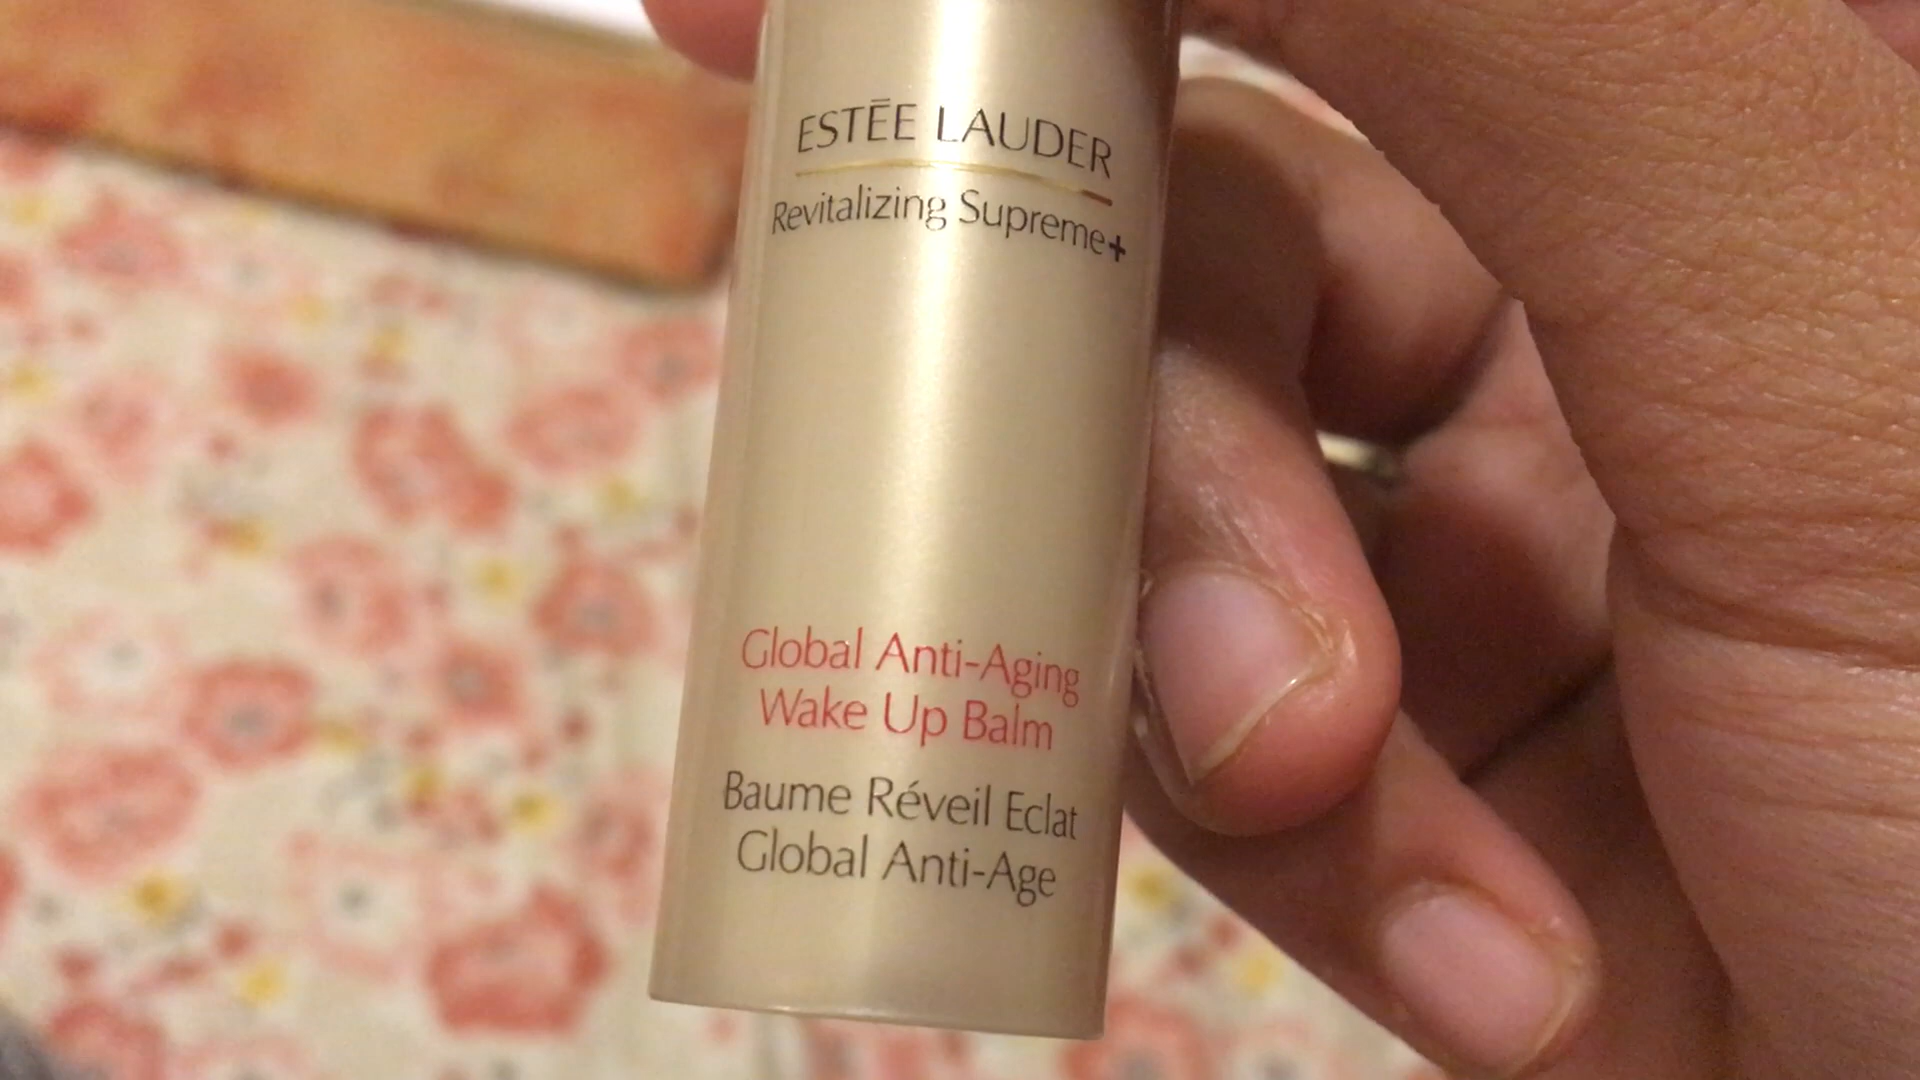 ESTĒE LAUDER
Revitalizing Supreme+
Global Anti-Aging
Wake Up Balm
Baume Réveil Eclat
Global Anti-Age